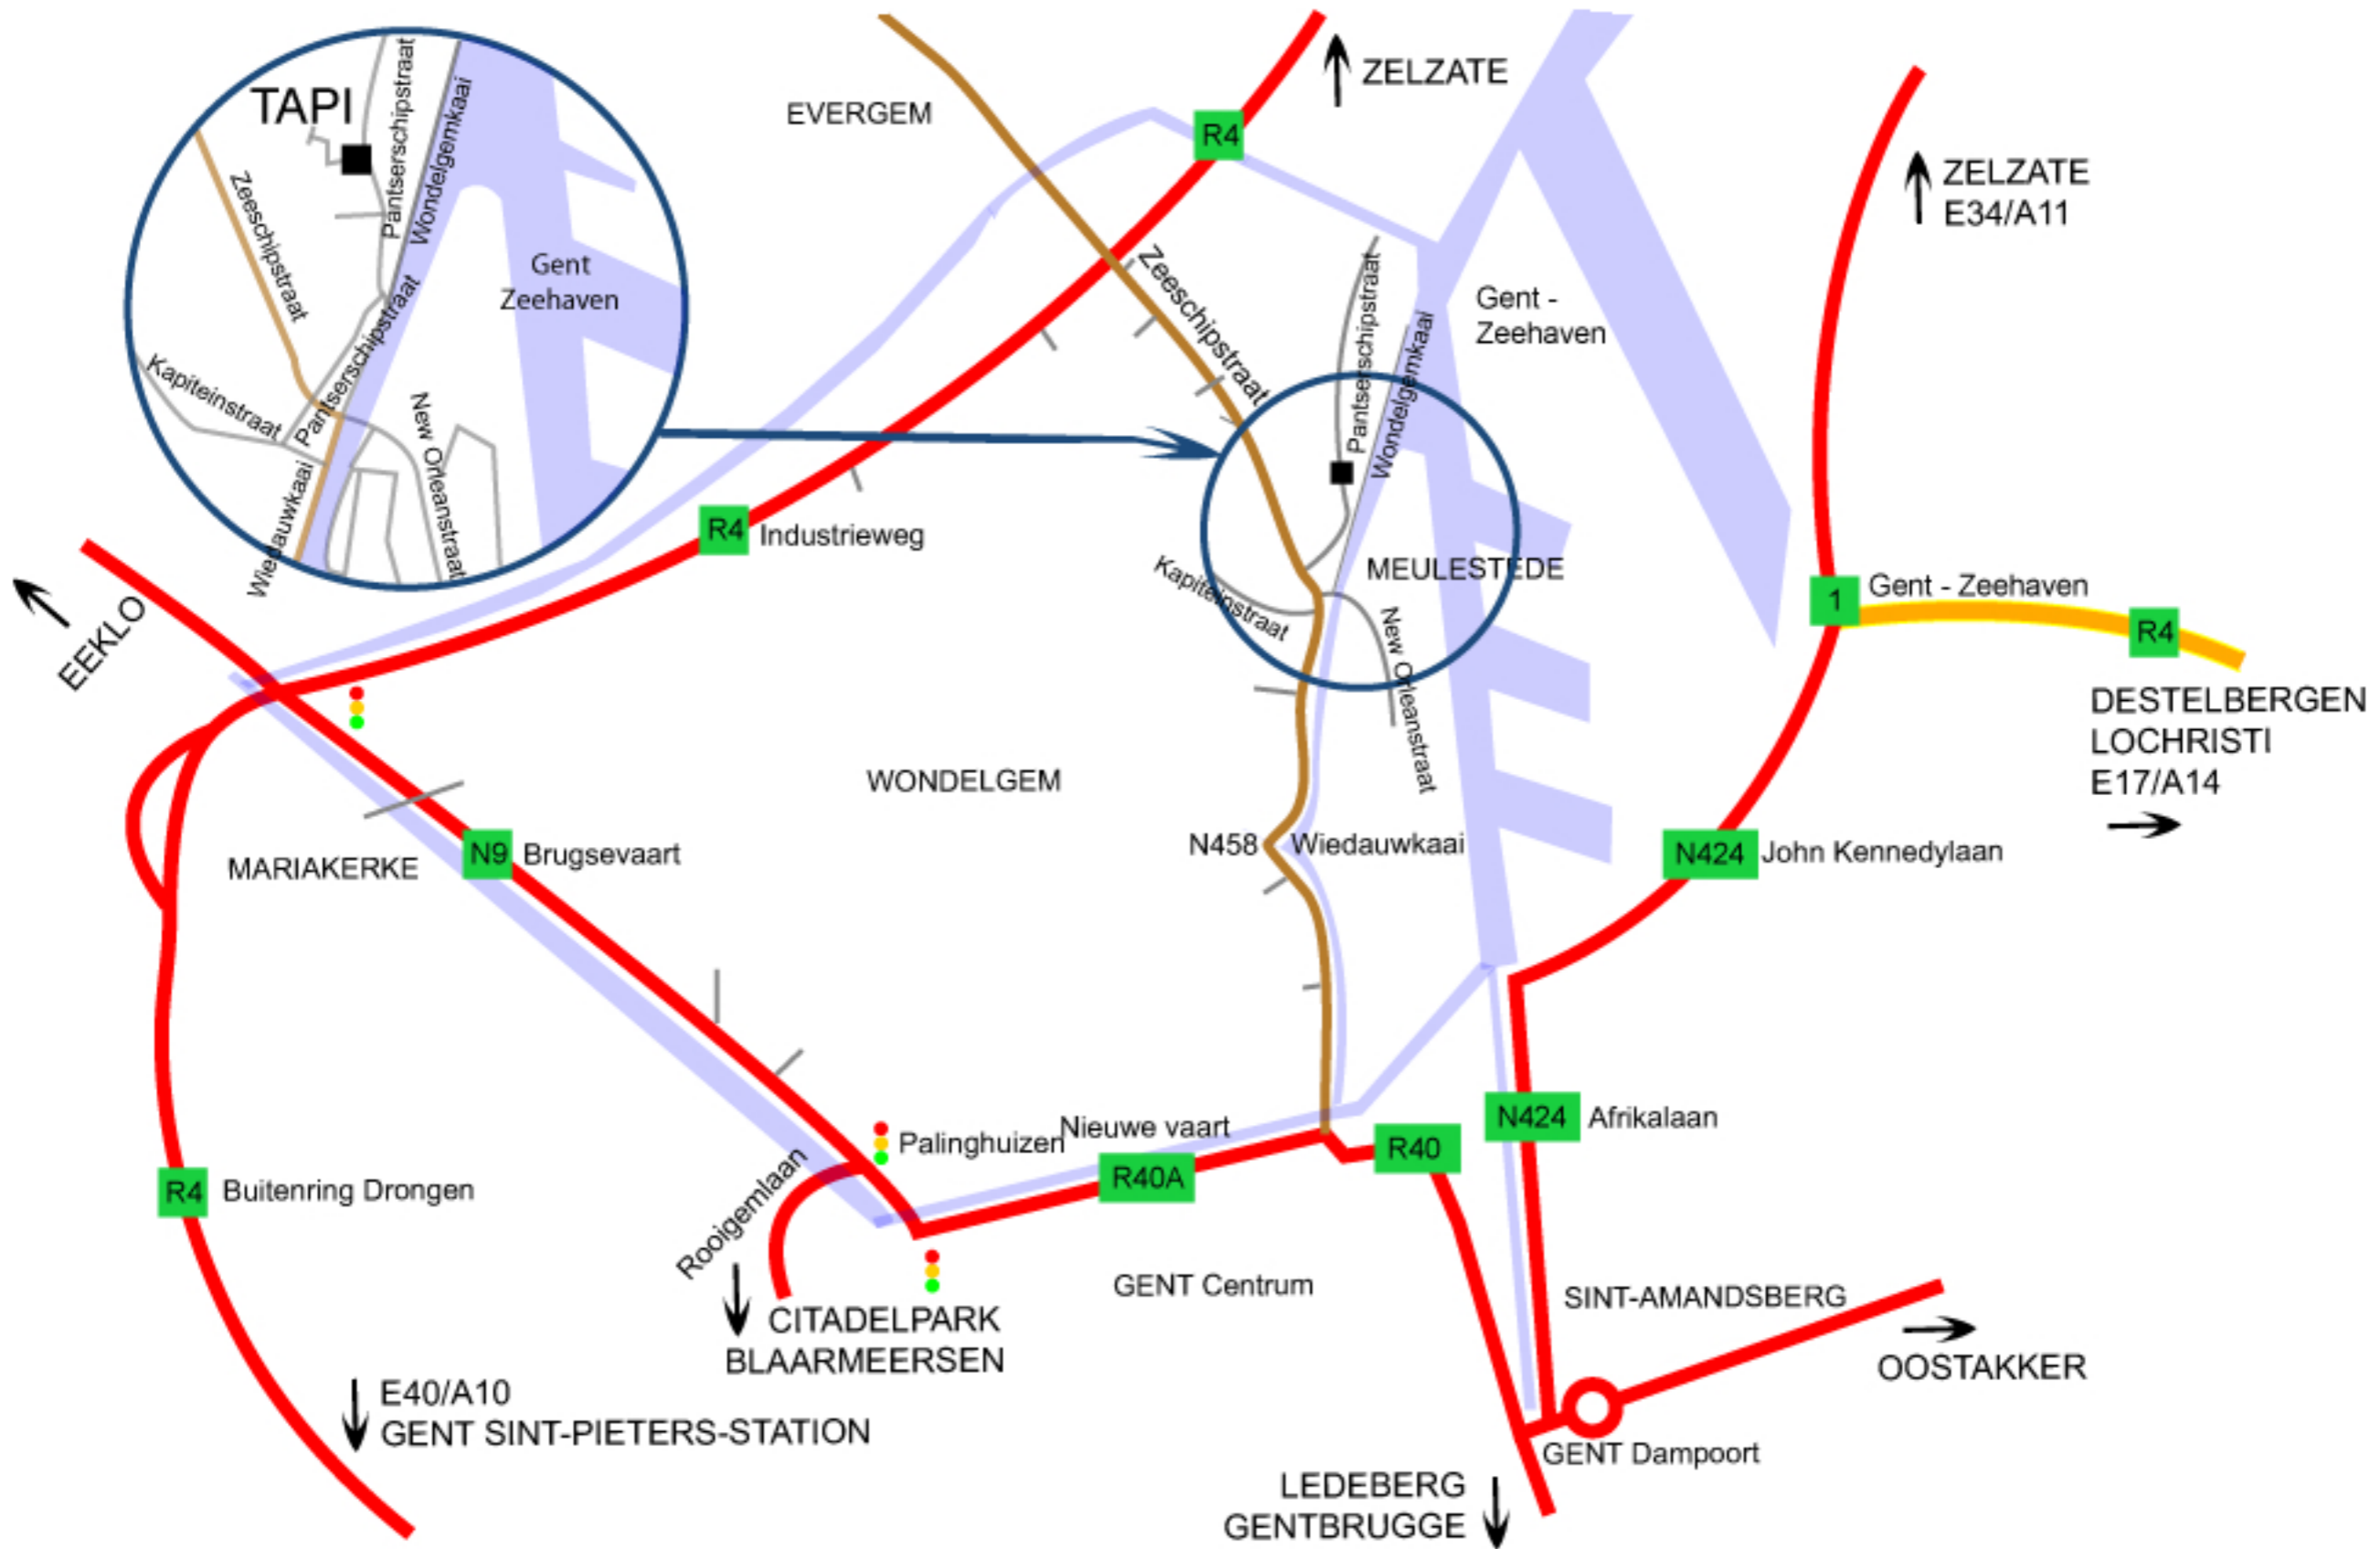 TAPI
Pantserschipstraat
Pantserschipstraat
Wondelgemkaai
Zeeschipstraat
Gent
Zeehaven
Pantserschipstraat
Kapiteinstraat
New Orleanstraat
Wiedauwkaai
EVERGEM
R4
ZELZATE
ZELZATE
E34/A11
Zeeschipstraat
Pantserschipstraat
Wondelgemkaai
Gent -
Zeehaven
R4
Industrieweg
MEULESTEDE
Kapiteinstraat
New Orleanstraat
1
Gent - Zeehaven
R4
DESTELBERGEN
LOCHRISTI
E17/A14
EEKLO
WONDELGEM
N458
Wiedauwkaai
N424
John Kennedylaan
MARIAKERKE
N9
Brugsevaart
Palinghuizen
Nieuwe vaart
R40A
R40
N424
Afrikalaan
R4
Buitenring Drongen
Rooigemlaan
CITADELPARK
BLAARMEERSEN
GENT Centrum
SINT-AMANDSBERG
OOSTAKKER
E40/A10
GENT SINT-PIETERS-STATION
GENT Dampoort
LEDEBERG
GENTBRUGGE